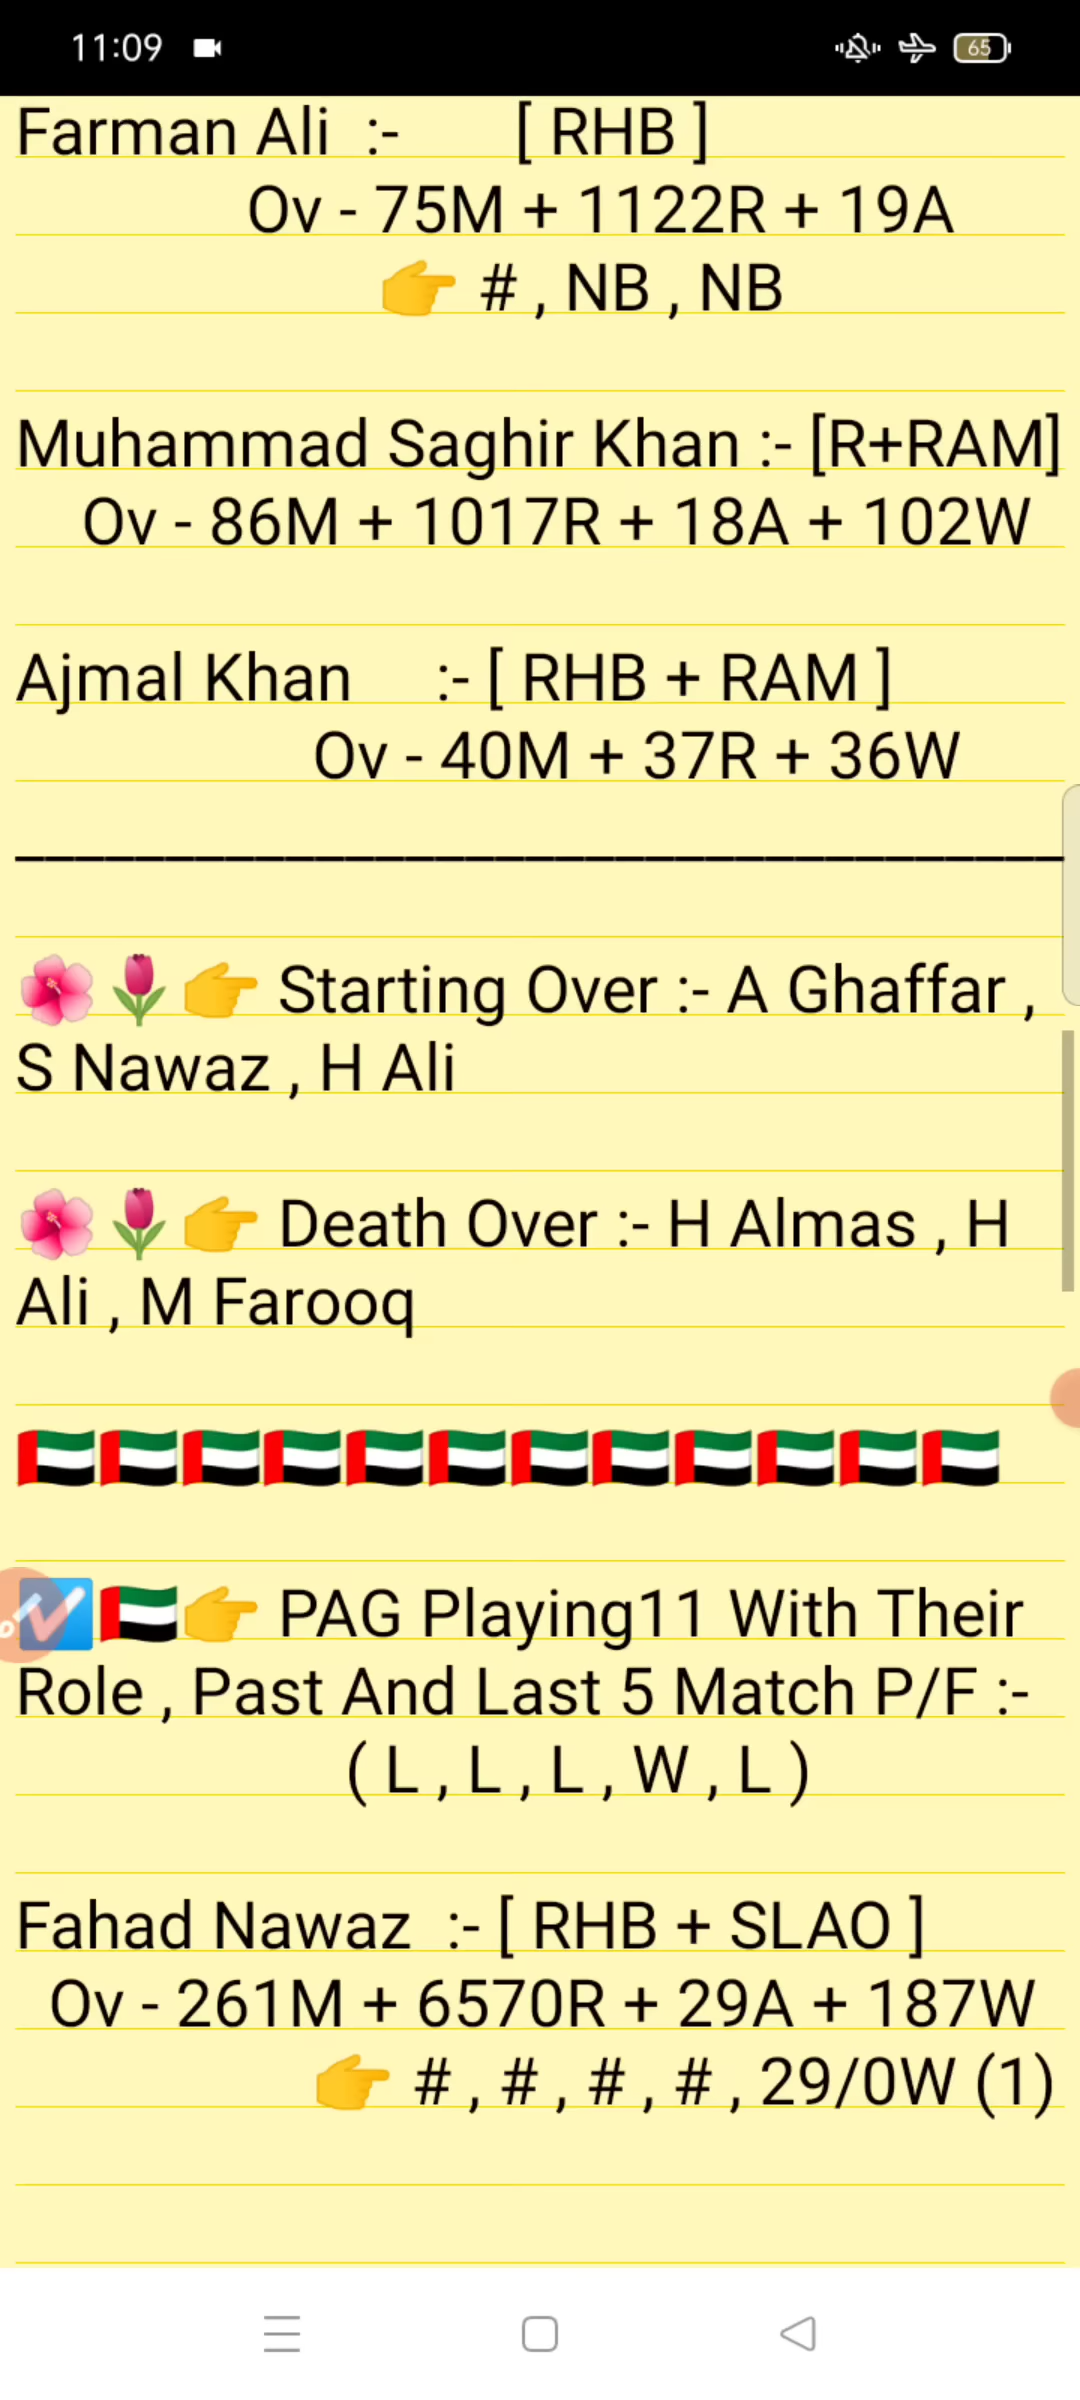 11:09
65
Farman Ali :- [ RHB ]
Ov - 75M + 1122R + 19A
👉 # , NB , NB
Muhammad Saghir Khan :- [R+RAM]
Ov - 86M + 1017R + 18A + 102W
Ajmal Khan :- [ RHB + RAM ]
Ov - 40M + 37R + 36W
🌺🌷👉 Starting Over :- A Ghaffar ,
S Nawaz , H Ali
🌺🌷👉 Death Over :- H Almas , H
Ali , M Farooq
🇦🇪🇦🇪🇦🇪🇦🇪🇦🇪🇦🇪🇦🇪🇦🇪🇦🇪🇦🇪🇦🇪🇦🇪
☑️🇦🇪👉 PAG Playing11 With Their
Role , Past And Last 5 Match P/F :-
( L , L , L , W , L )
Fahad Nawaz :- [ RHB + SLAO ]
Ov - 261M + 6570R + 29A + 187W
👉 # , # , # , # , 29/0W (1)